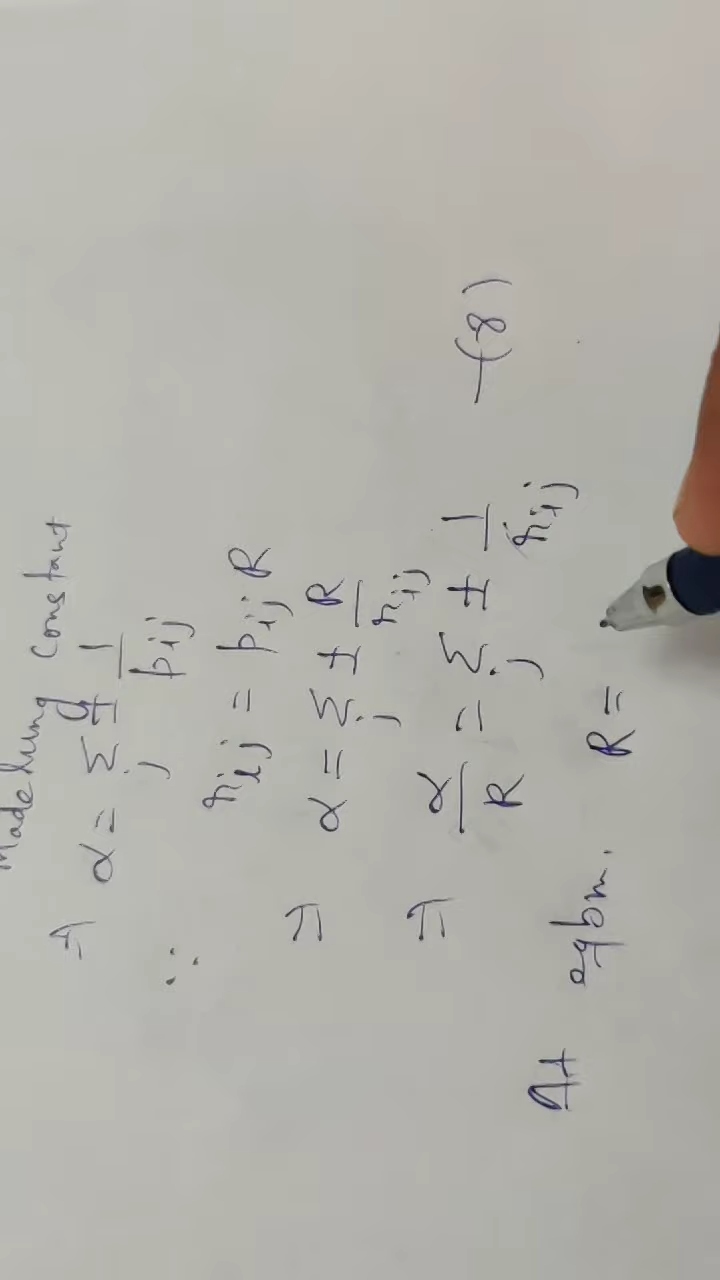 Madelung Constant
⇒ α = Σ_j ± 1/p_ij
∴ r_ij = p_ij R
⇒ α = Σ_j ± R/r_ij
⇒ α/R = Σ_j ± 1/r_ij —(8)
At eqbm. R =